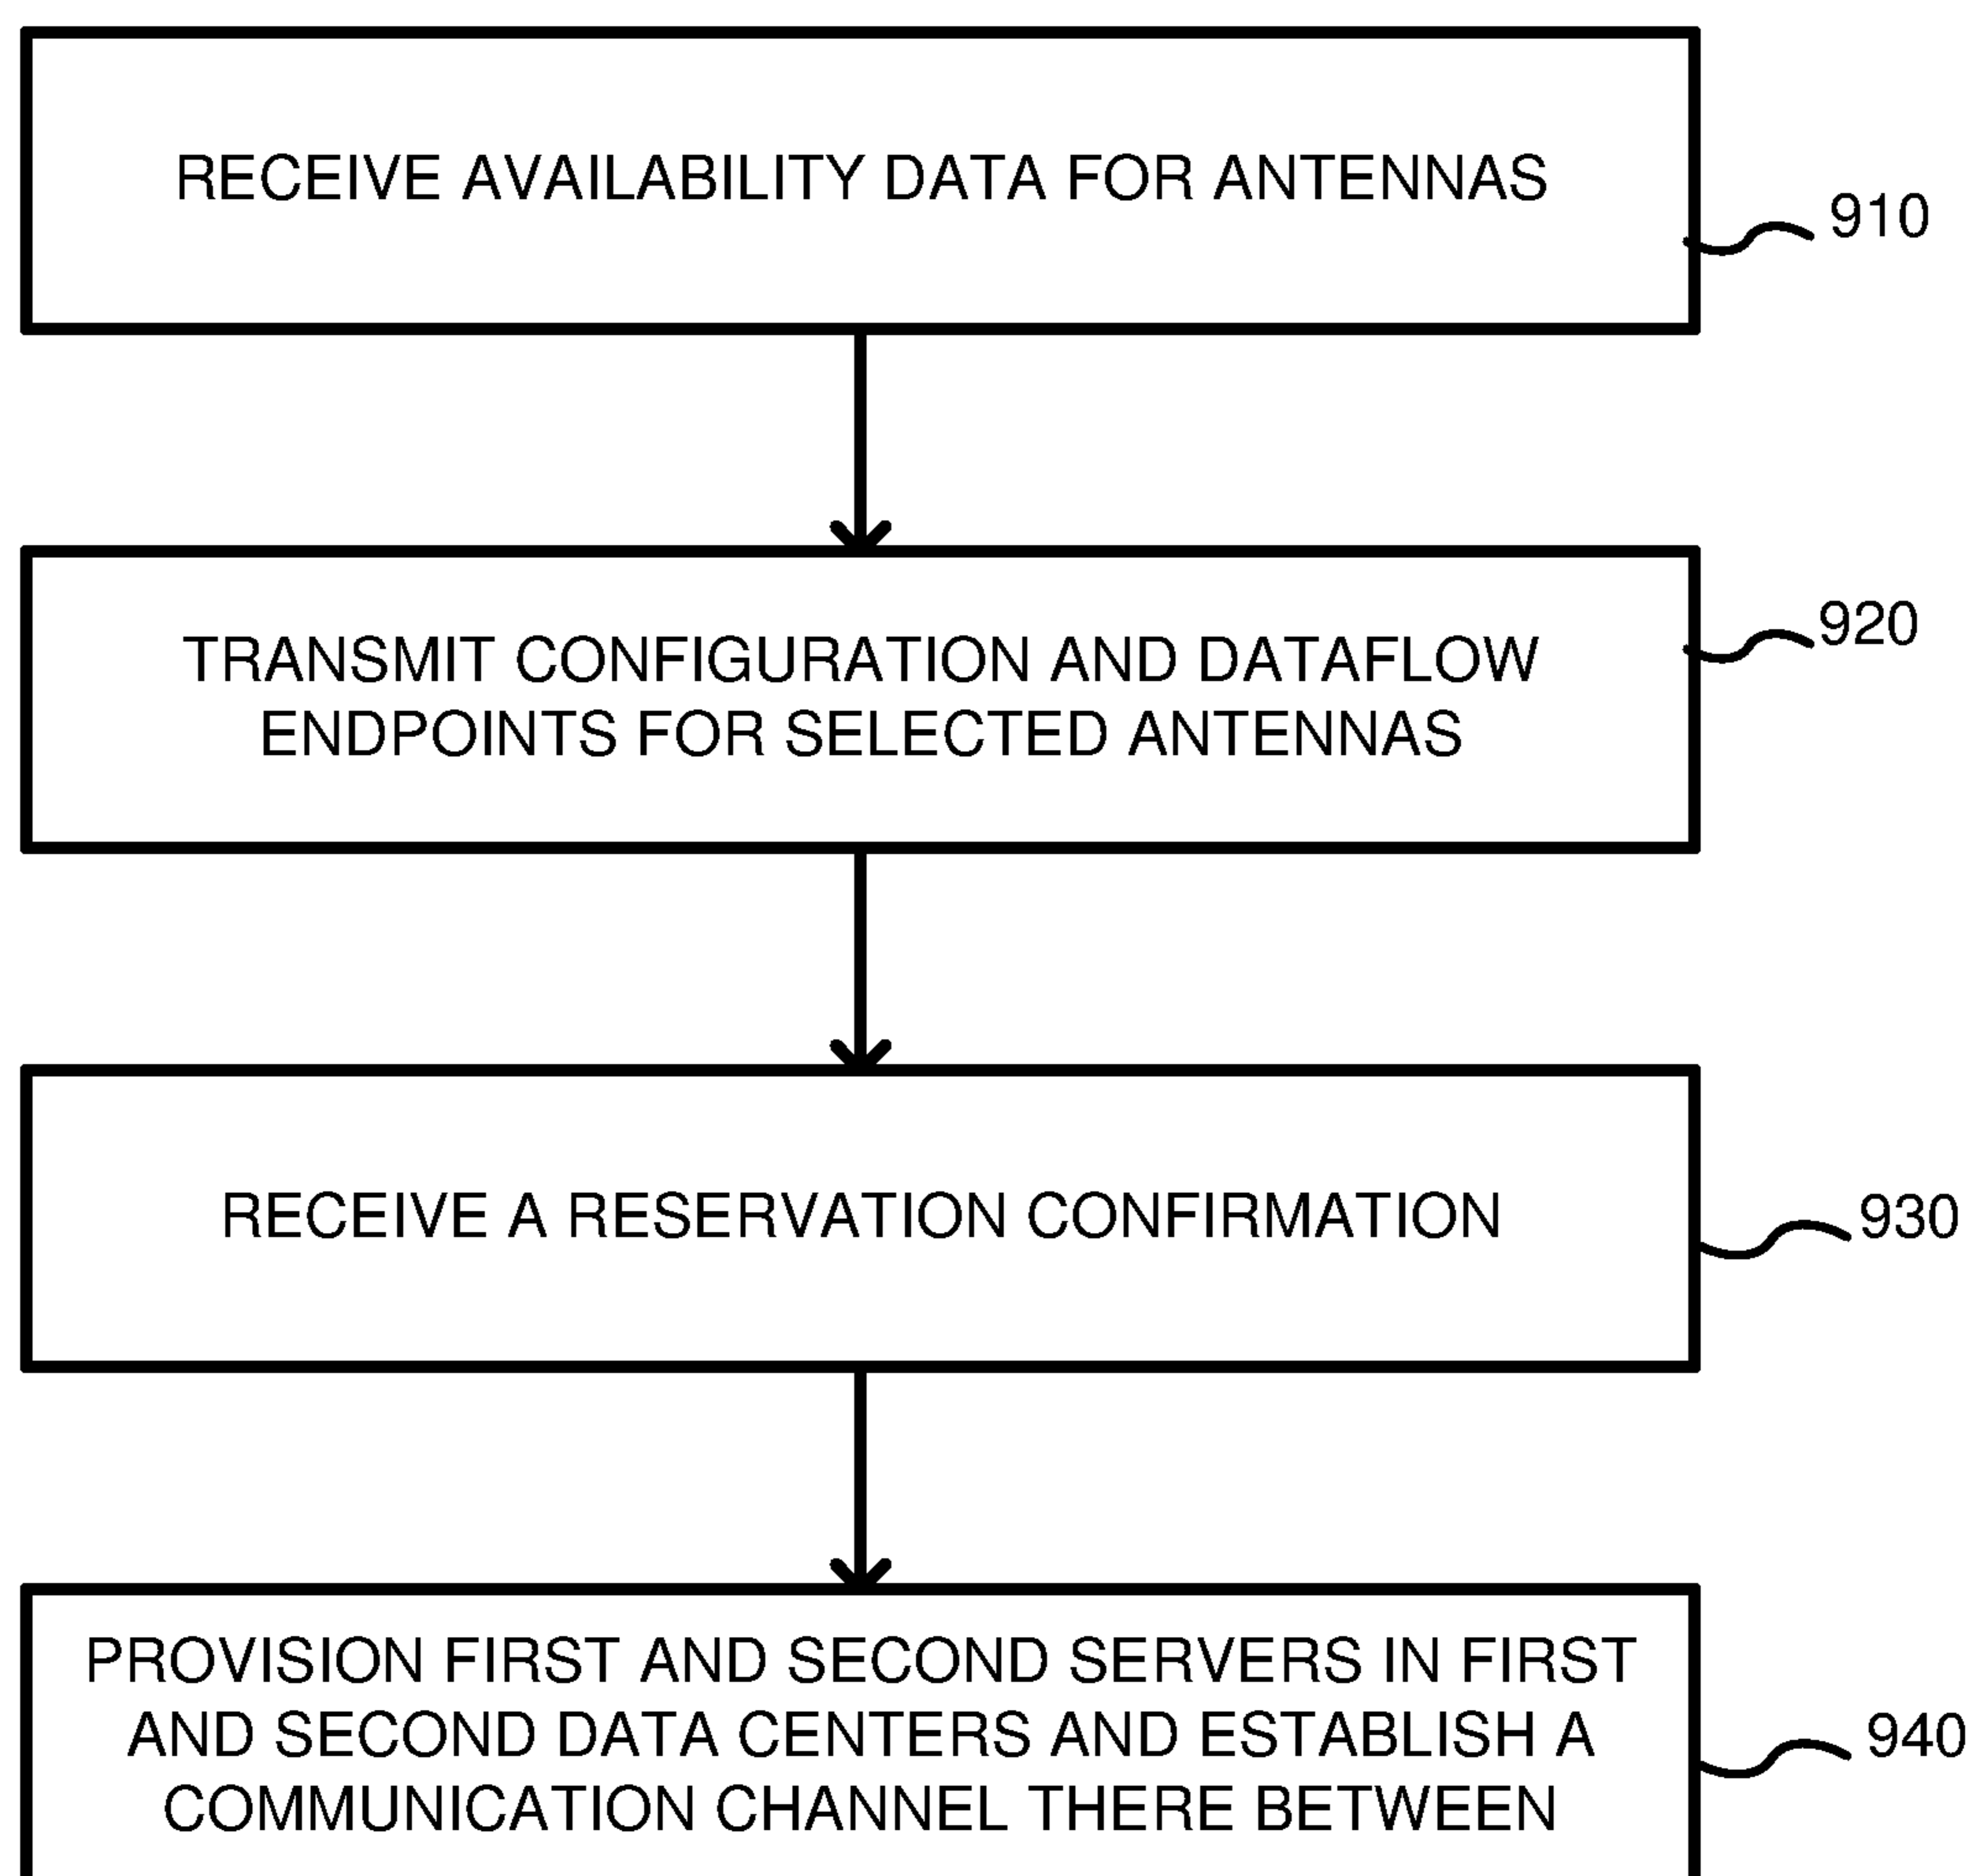 RECEIVE AVAILABILITY DATA FOR ANTENNAS
910
TRANSMIT CONFIGURATION AND DATAFLOW
ENDPOINTS FOR SELECTED ANTENNAS
920
RECEIVE A RESERVATION CONFIRMATION
930
PROVISION FIRST AND SECOND SERVERS IN FIRST
AND SECOND DATA CENTERS AND ESTABLISH A
COMMUNICATION CHANNEL THERE BETWEEN
940